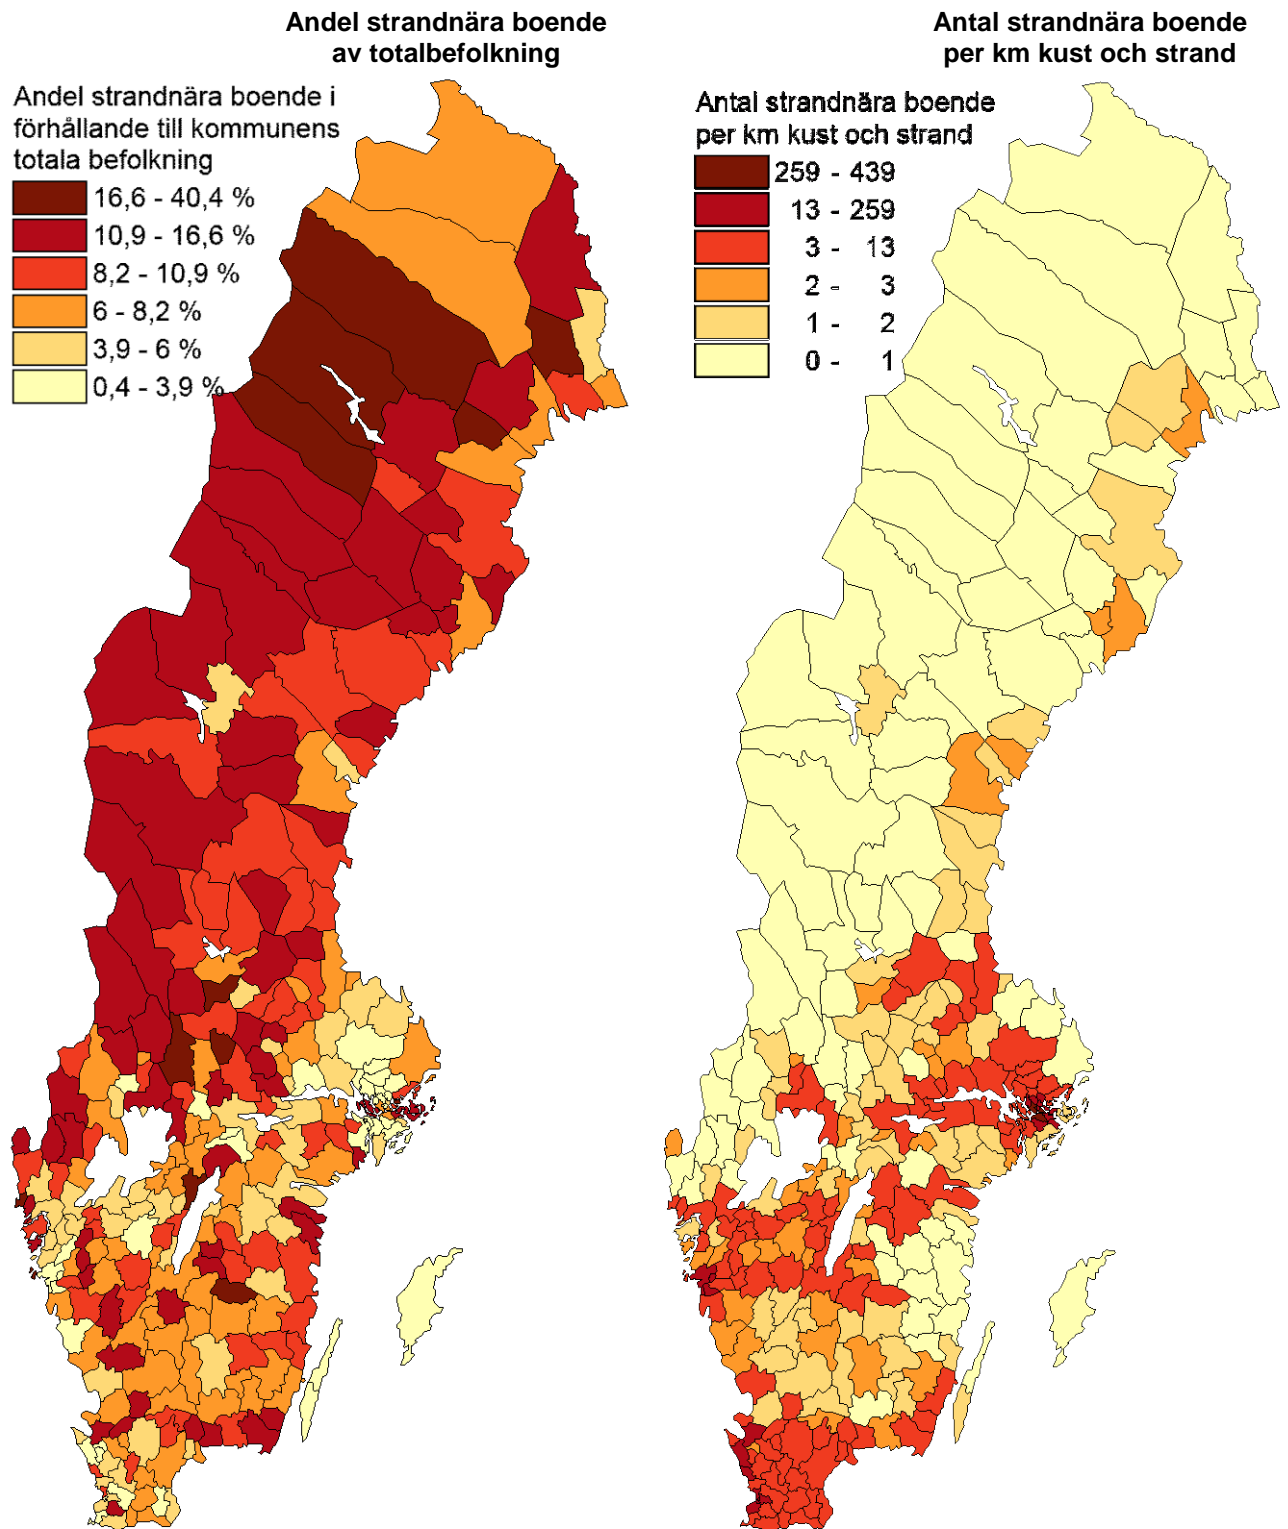 Andel strandnära boende
av totalbefolkning
Andel strandnära boende i
förhållande till kommunens
totala befolkning
16,6 - 40,4 %
10,9 - 16,6 %
8,2 - 10,9 %
6 - 8,2 %
3,9 - 6 %
0,4 - 3,9 %
Antal strandnära boende
per km kust och strand
Antal strandnära boende
per km kust och strand
259 - 439
13 - 259
3 - 13
2 - 3
1 - 2
0 - 1